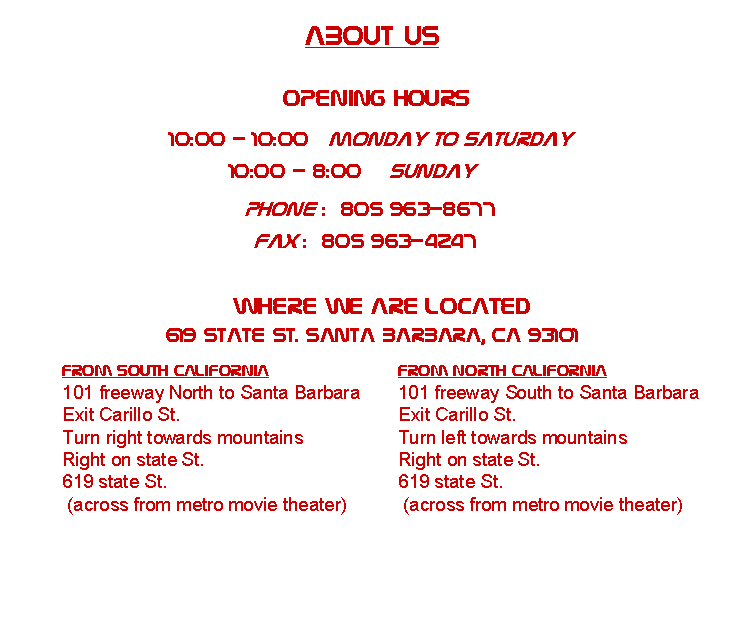 ABOUT US
OPENING HOURS
10:00 - 10:00 MONDAY TO SATURDAY
10:00 - 8:00 SUNDAY
PHONE : 805 963-8677
FAX : 805 963-4247
WHERE WE ARE LOCATED
619 STATE ST. SANTA BARBARA, CA 93101
FROM SOUTH CALIFORNIA
101 freeway North to Santa Barbara
Exit Carillo St.
Turn right towards mountains
Right on state St.
619 state St.
(across from metro movie theater)
FROM NORTH CALIFORNIA
101 freeway South to Santa Barbara
Exit Carillo St.
Turn left towards mountains
Right on state St.
619 state St.
(across from metro movie theater)